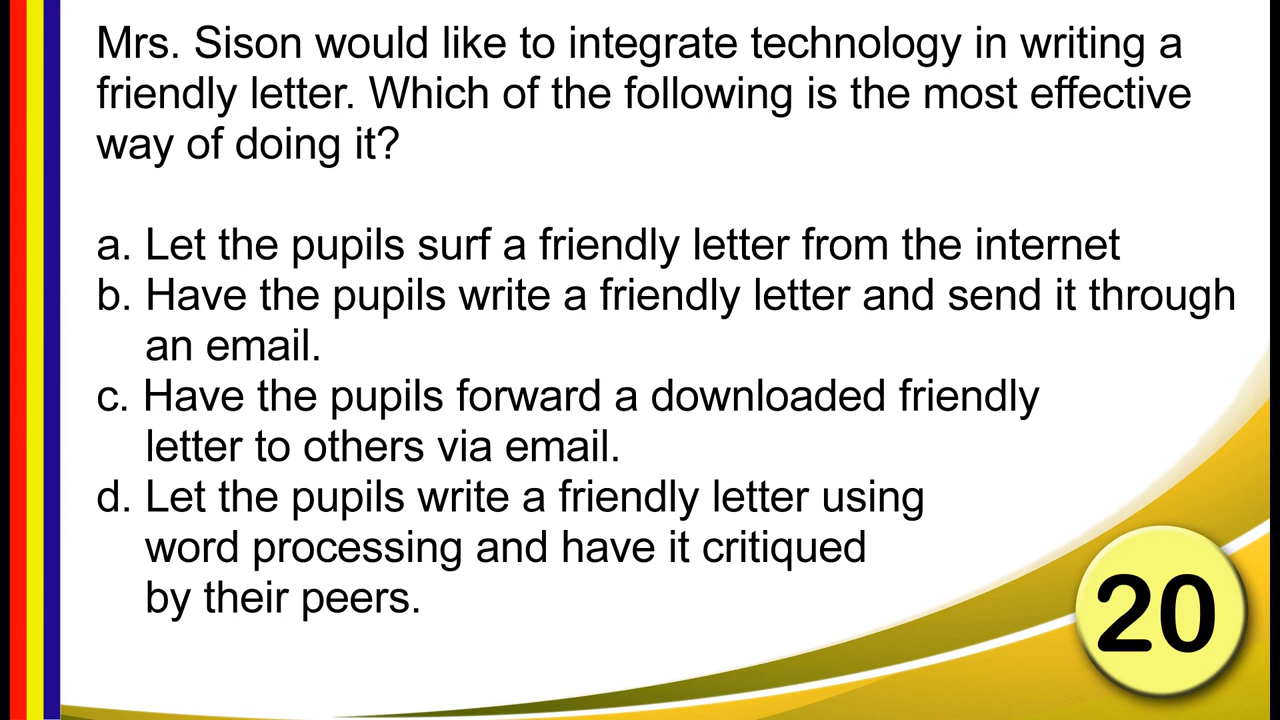 Mrs. Sison would like to integrate technology in writing a
friendly letter. Which of the following is the most effective
way of doing it?
a. Let the pupils surf a friendly letter from the internet
b. Have the pupils write a friendly letter and send it through
an email.
c. Have the pupils forward a downloaded friendly
letter to others via email.
d. Let the pupils write a friendly letter using
word processing and have it critiqued
by their peers.
20